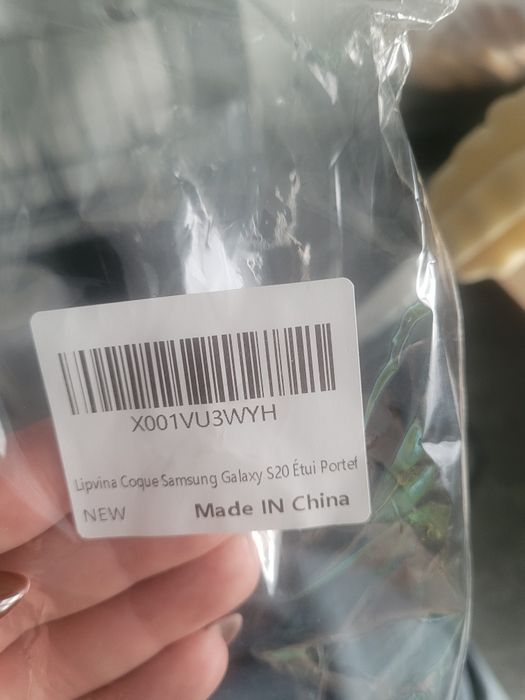 X001VU3WYH
Lipvina Coque Samsung Galaxy S20 Étui Portef
NEW Made IN China